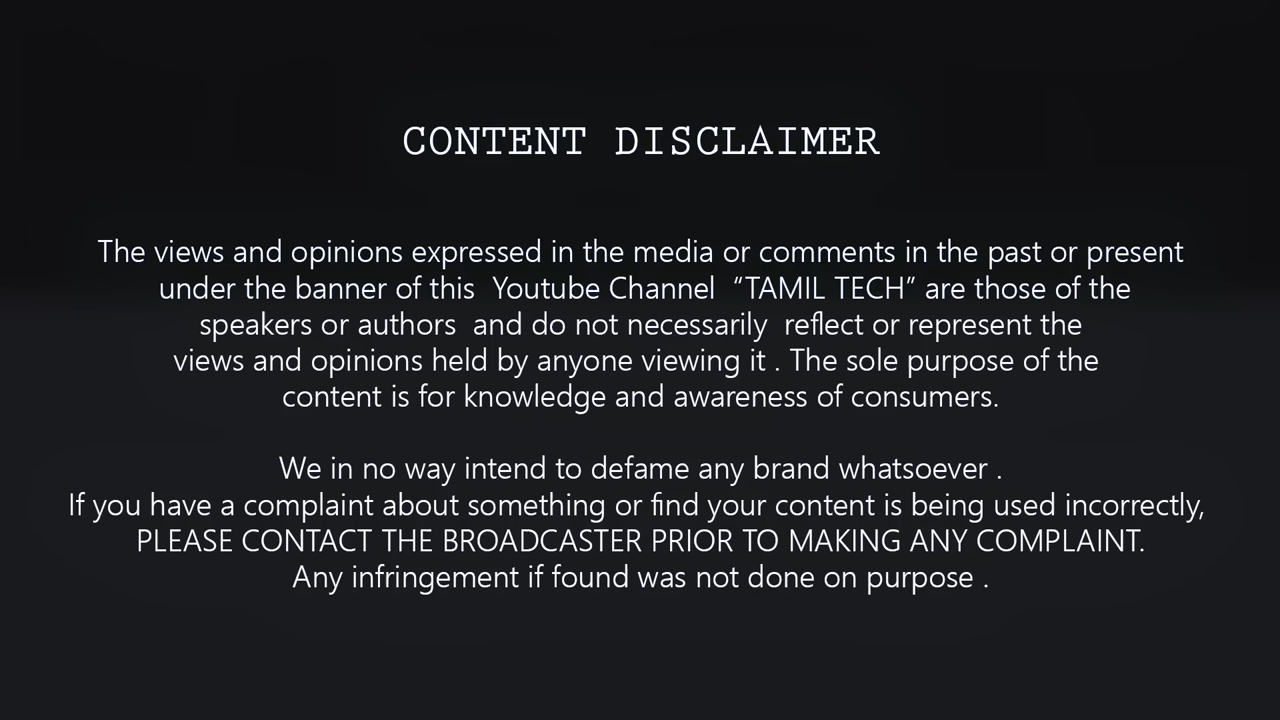 CONTENT DISCLAIMER
The views and opinions expressed in the media or comments in the past or present
under the banner of this  Youtube Channel  “TAMIL TECH” are those of the
speakers or authors  and do not necessarily  reflect or represent the
views and opinions held by anyone viewing it . The sole purpose of the
content is for knowledge and awareness of consumers.
We in no way intend to defame any brand whatsoever .
If you have a complaint about something or find your content is being used incorrectly,
PLEASE CONTACT THE BROADCASTER PRIOR TO MAKING ANY COMPLAINT.
Any infringement if found was not done on purpose .